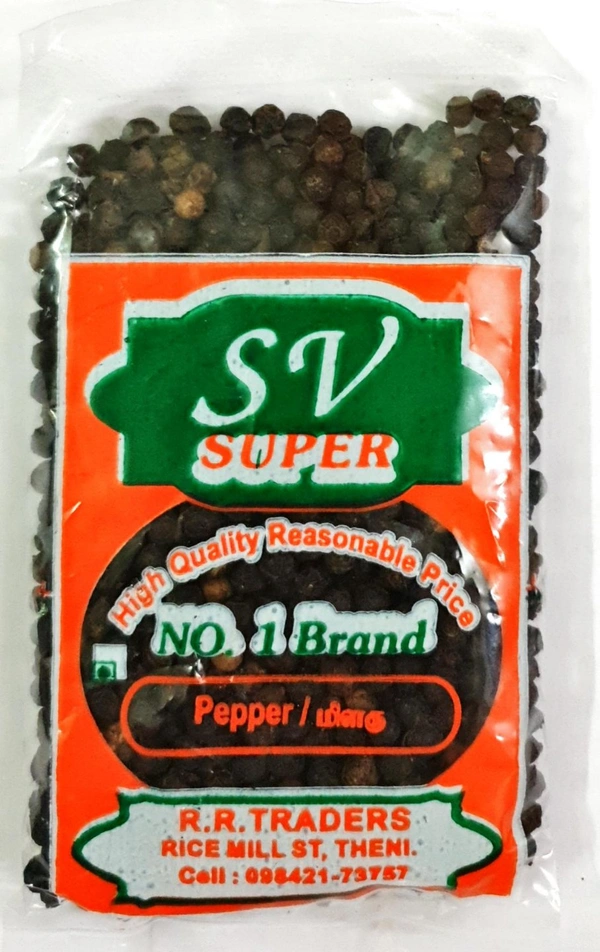 SV
SUPER
High Quality Reasonable Price
NO. 1 Brand
Pepper / மிளகு
R.R. TRADERS
RICE MILL ST, THENI.
Cell : 098421-73757